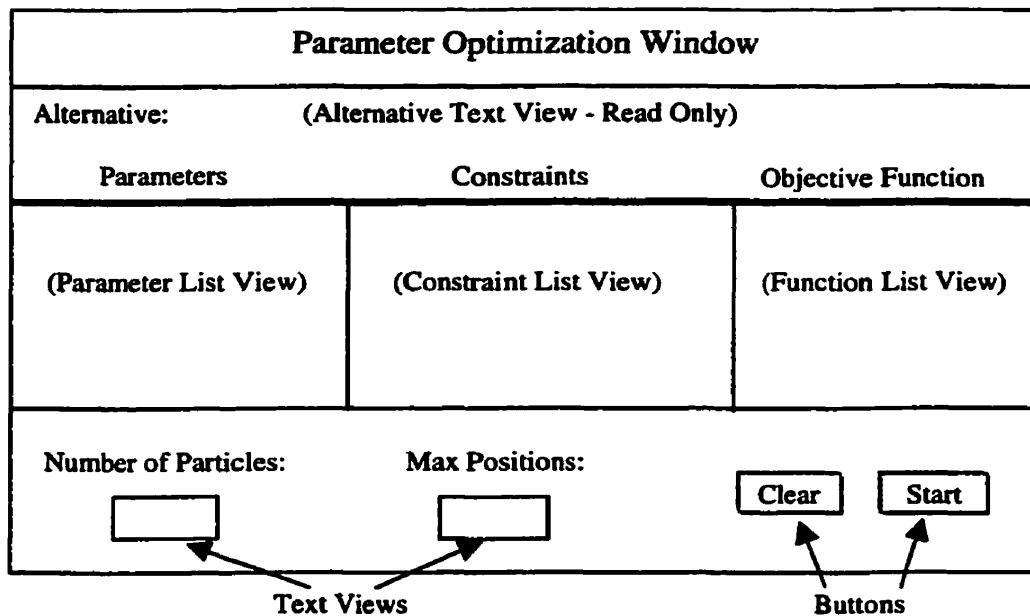 Parameter Optimization Window
Alternative: (Alternative Text View - Read Only)
Parameters Constraints Objective Function
(Parameter List View) (Constraint List View) (Function List View)
Number of Particles: Max Positions:
Clear Start
Text Views Buttons